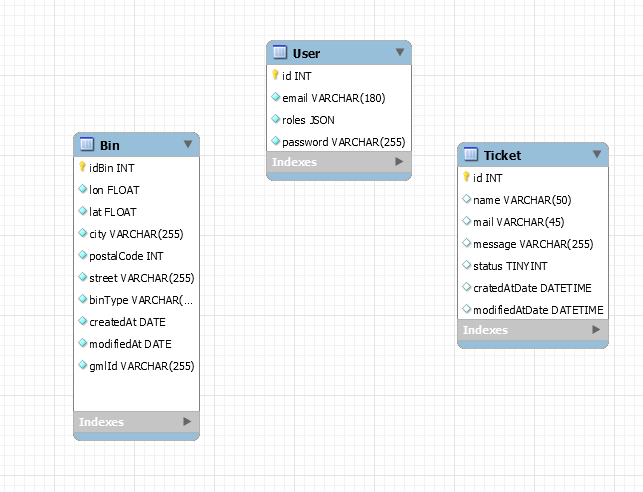 User
id INT
email VARCHAR(180)
roles JSON
password VARCHAR(255)
Indexes
Bin
idBin INT
lon FLOAT
lat FLOAT
city VARCHAR(255)
postalCode INT
street VARCHAR(255)
binType VARCHAR(...
createdAt DATE
modifiedAt DATE
gmlId VARCHAR(255)
Indexes
Ticket
id INT
name VARCHAR(50)
mail VARCHAR(45)
message VARCHAR(255)
status TINYINT
cratedAtDate DATETIME
modifiedAtDate DATETIME
Indexes